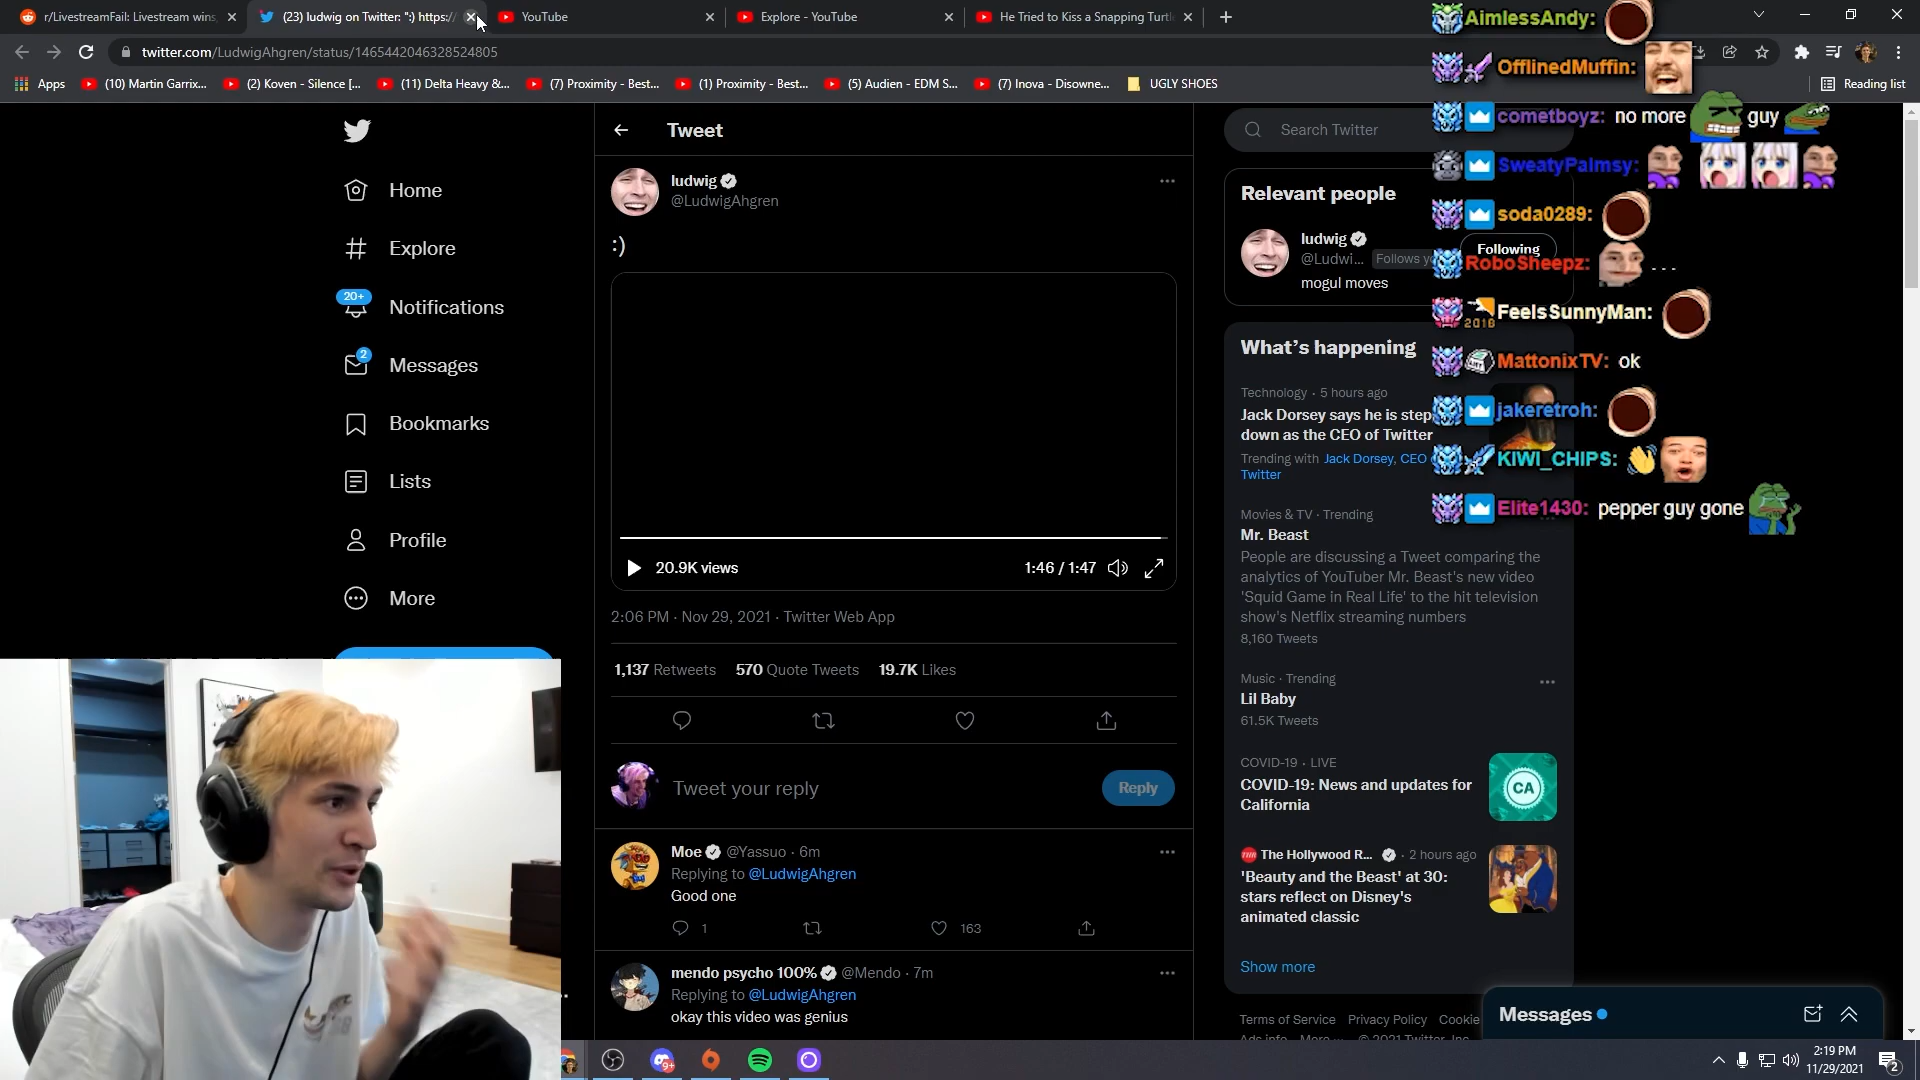 r/LivestreamFail: Livestream wins,
(23) ludwig on Twitter: ":) https:/
YouTube
Explore - YouTube
He Tried to Kiss a Snapping Turtl
twitter.com/LudwigAhgren/status/1465442046328524805
Apps
(10) Martin Garrix...
(2) Koven - Silence [...
(11) Delta Heavy &...
(7) Proximity - Best...
(1) Proximity - Best...
(5) Audien - EDM S...
(7) Inova - Disowne...
UGLY SHOES
Reading list
Home
Explore
20+
Notifications
2
Messages
Bookmarks
Lists
Profile
More
Tweet
ludwig
@LudwigAhgren
:)
20.9K views
1:46 / 1:47
2:06 PM · Nov 29, 2021 · Twitter Web App
1,137 Retweets 570 Quote Tweets 19.7K Likes
Tweet your reply
Reply
Moe @Yassuo · 6m
Replying to @LudwigAhgren
Good one
1
163
mendo psycho 100% @Mendo · 7m
Replying to @LudwigAhgren
okay this video was genius
Search Twitter
Relevant people
ludwig
@Ludwi...
Follows yo
Following
mogul moves
What's happening
Technology · 5 hours ago
Jack Dorsey says he is step
down as the CEO of Twitter
Trending with Jack Dorsey, CEO
Twitter
Movies & TV · Trending
Mr. Beast
People are discussing a Tweet comparing the
analytics of YouTuber Mr. Beast's new video
'Squid Game in Real Life' to the hit television
show's Netflix streaming numbers
8,160 Tweets
Music · Trending
Lil Baby
61.5K Tweets
COVID-19 · LIVE
COVID-19: News and updates for
California
CA
The Hollywood R... · 2 hours ago
'Beauty and the Beast' at 30:
stars reflect on Disney's
animated classic
Show more
Terms of Service Privacy Policy Cookie
Messages
AimlessAndy:
OfflinedMuffin:
cometboyz: no more guy
SweatyPalmsy:
soda0289:
RoboSheepz: ...
2018 FeelsSunnyMan:
MattonixTV: ok
jakeretroh:
KIWI_CHIPS:
Elite1430: pepper guy gone
9+
2:19 PM
11/29/2021
2